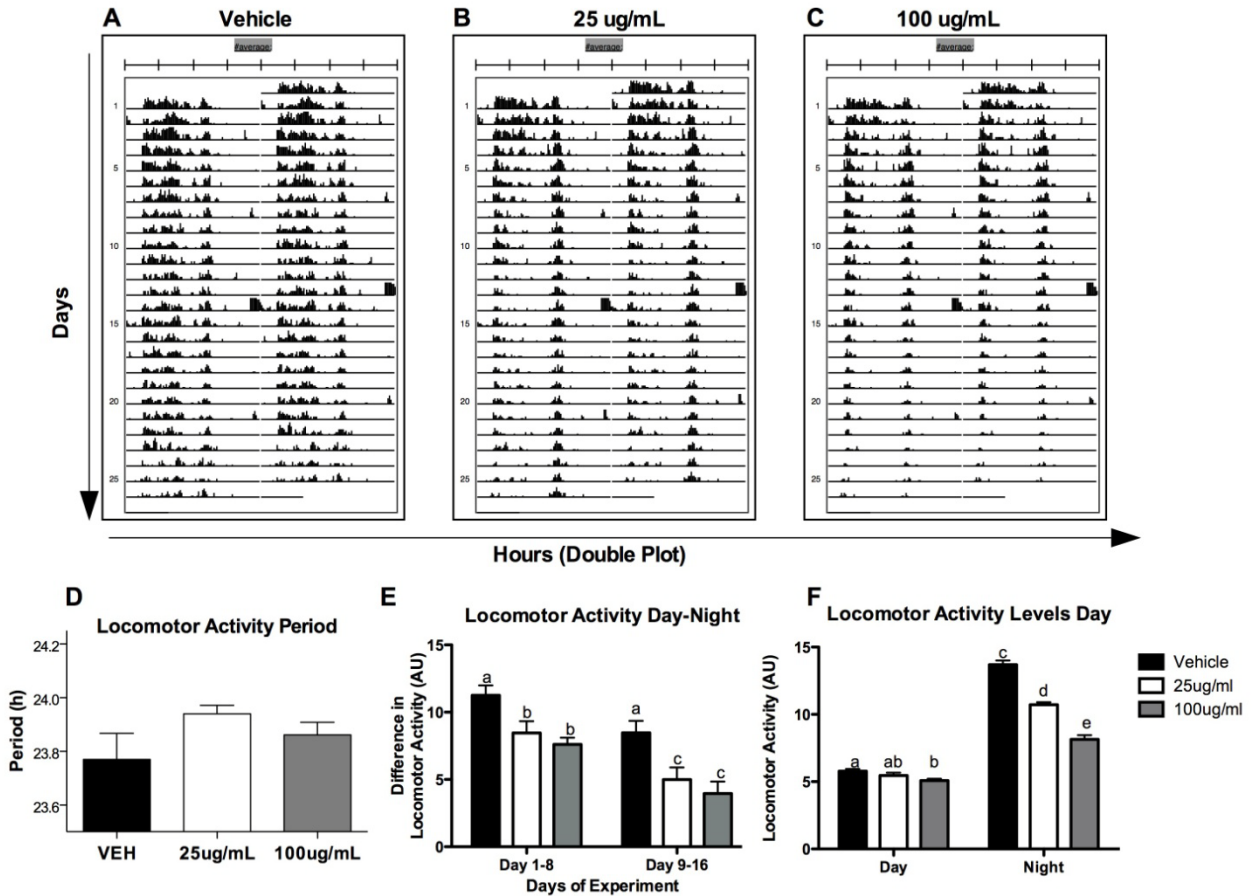 A Vehicle
B 25 ug/mL
C 100 ug/mL
#average;
#average;
#average;
1
5
10
15
20
25
1
5
10
15
20
25
1
5
10
15
20
25
Days
Hours (Double Plot)
D
Locomotor Activity Period
Period (h)
24.2
24.0
23.8
23.6
VEH
25ug/mL
100ug/mL
E
Locomotor Activity Day-Night
Difference in
Locomotor Activity (AU)
15
10
5
0
a
b
b
a
c
c
Day 1-8
Day 9-16
Days of Experiment
F
Locomotor Activity Levels Day
Locomotor Activity (AU)
15
10
5
0
a
ab
b
c
d
e
Day
Night
Vehicle
25ug/ml
100ug/ml